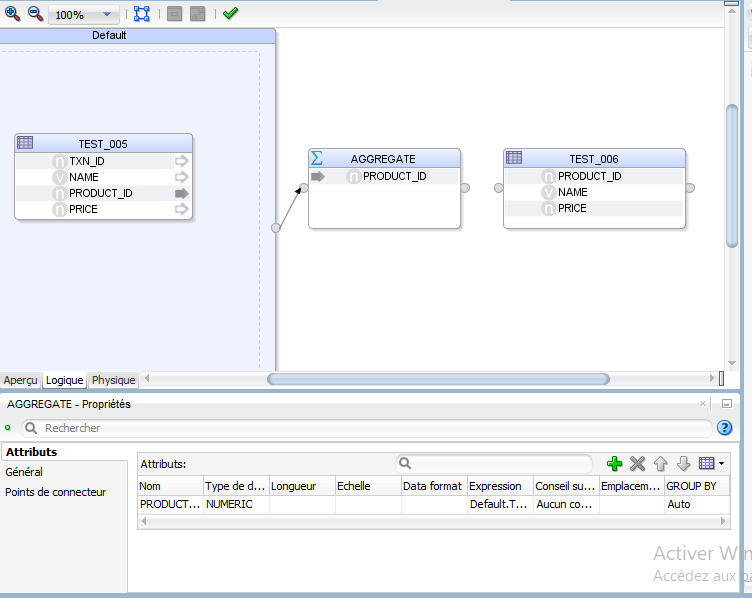 100%
Default
TEST_005
TXN_ID
NAME
PRODUCT_ID
PRICE
AGGREGATE
PRODUCT_ID
TEST_006
PRODUCT_ID
NAME
PRICE
Aperçu Logique Physique
AGGREGATE - Propriétés
Rechercher
Attributs
Général
Points de connecteur
Attributs:
Nom Type de d... Longueur Echelle Data format Expression Conseil su... Emplacem... GROUP BY
PRODUCT... NUMERIC Default.T... Aucun co... Auto
Activer Win
Accédez aux pa